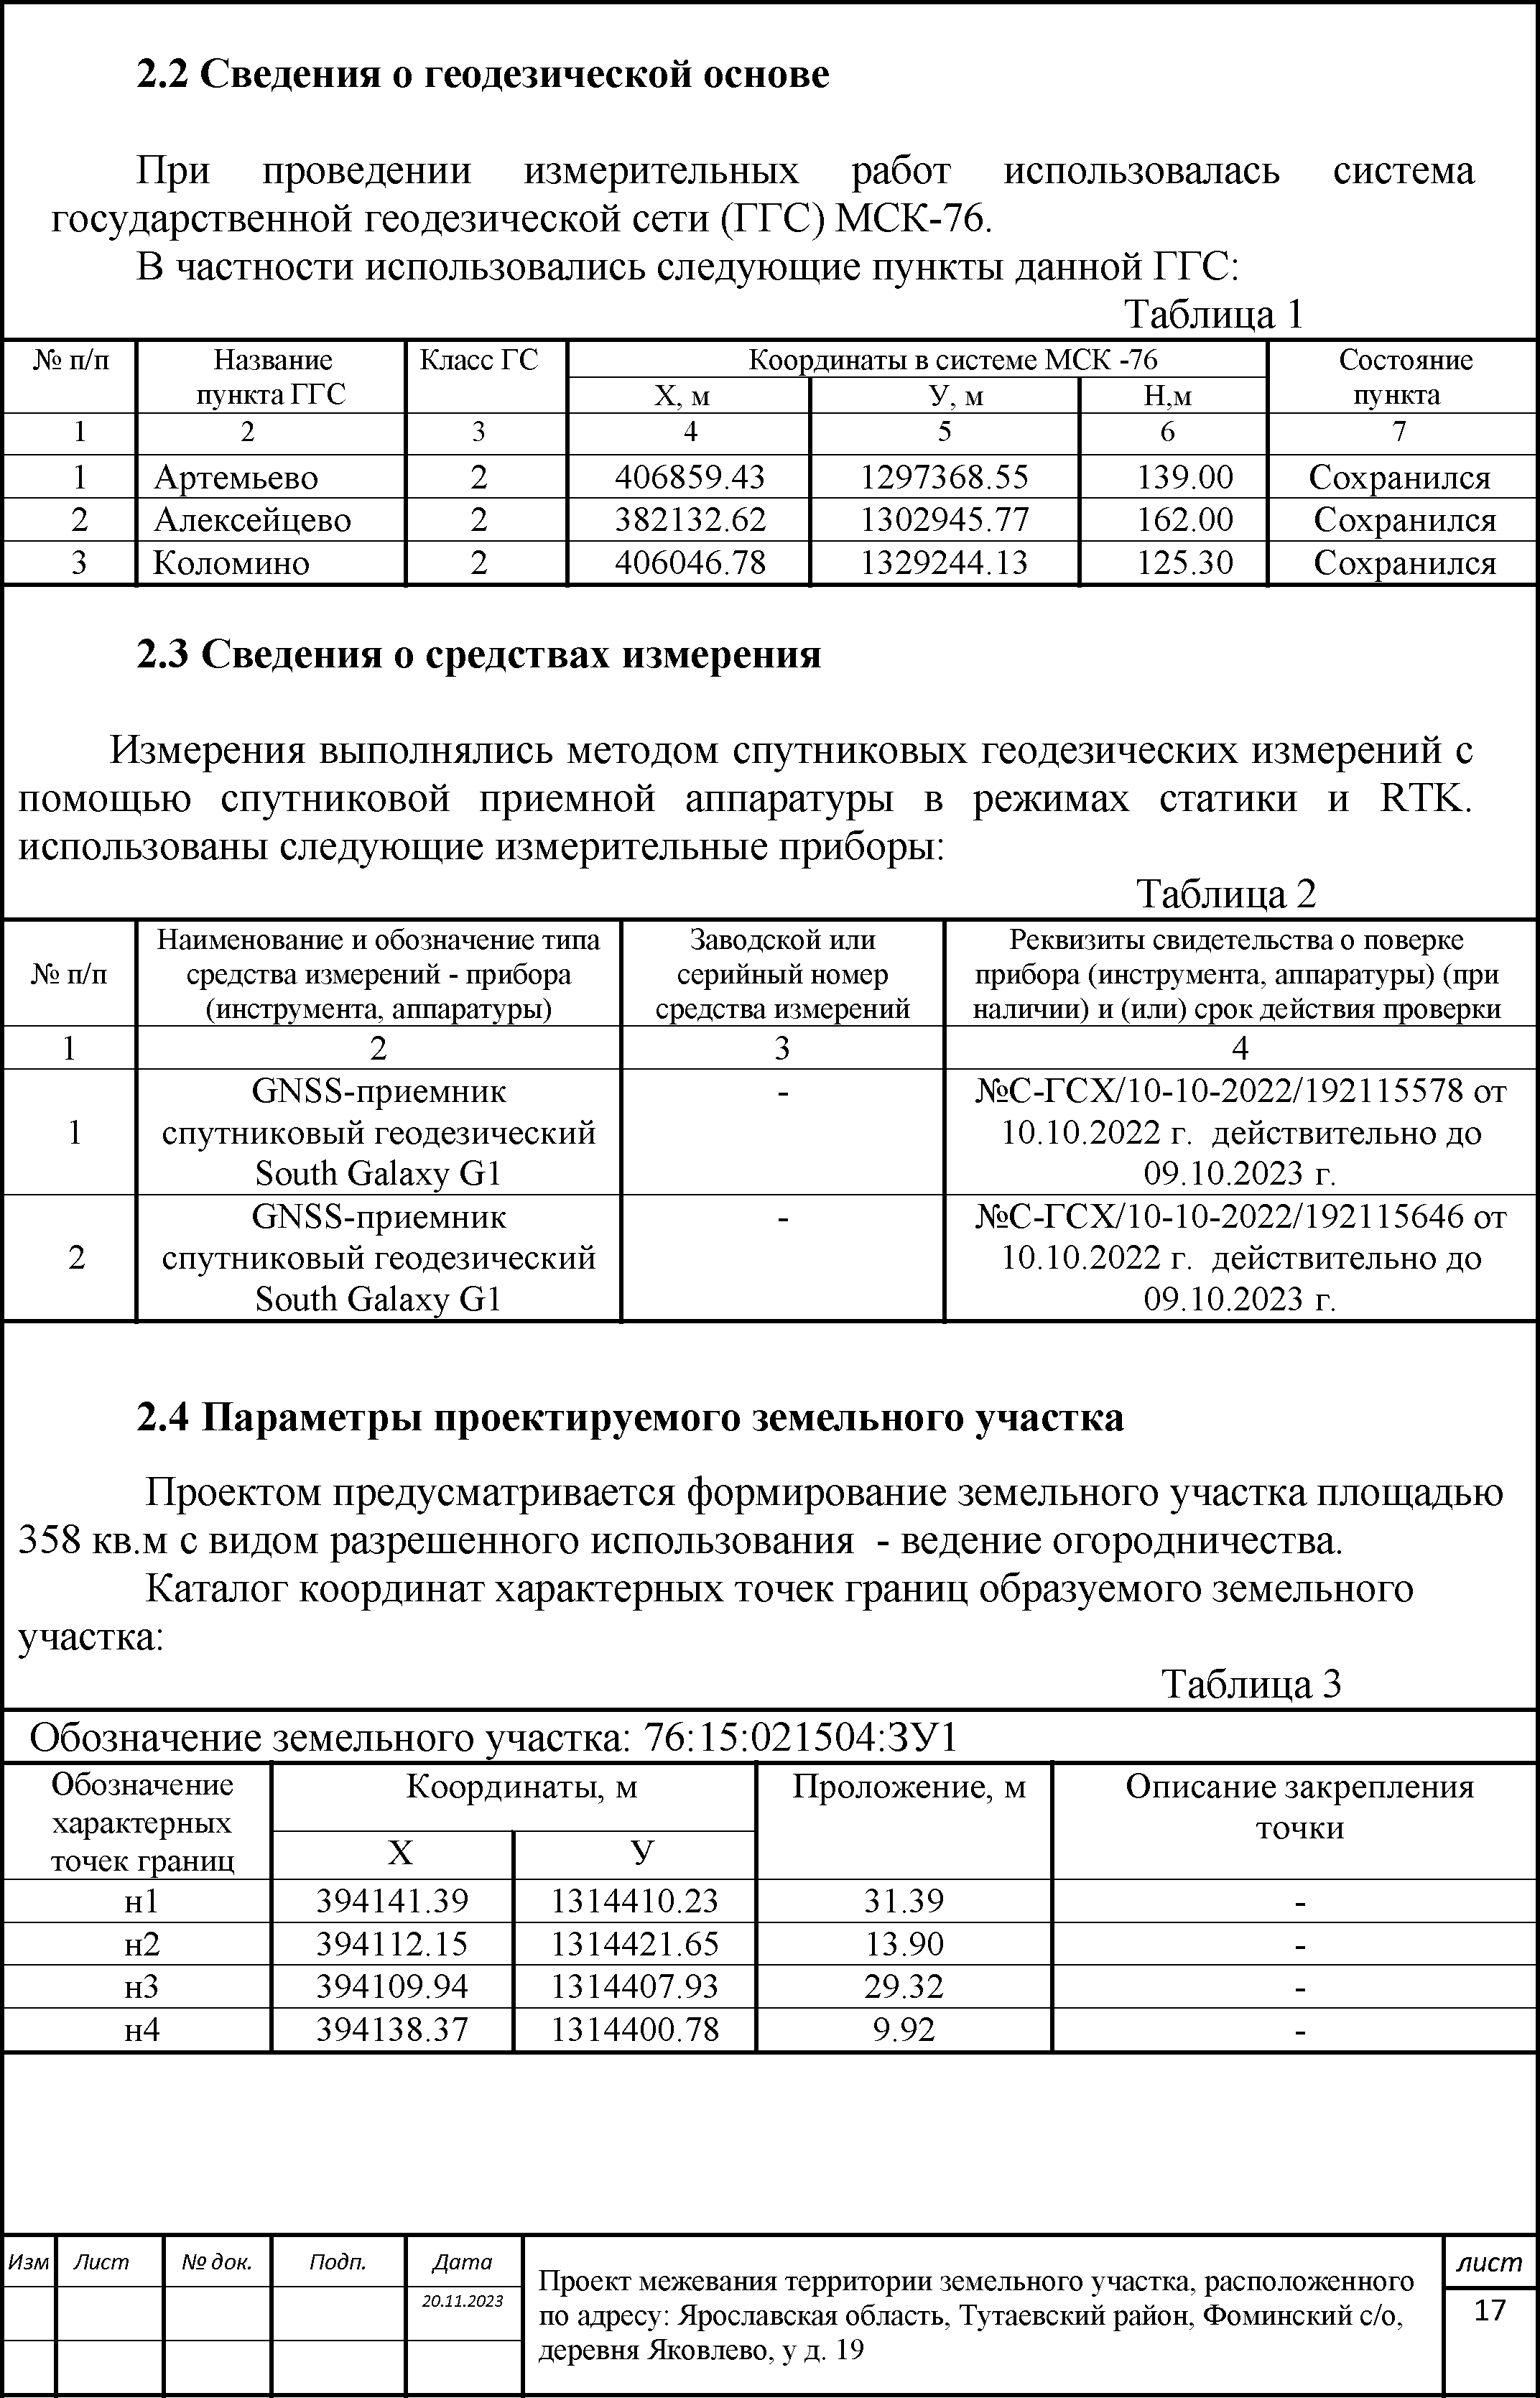 2.2 Сведения о геодезической основе
При проведении измерительных работ использовалась система
государственной геодезической сети (ГГС) МСК-76.
В частности использовались следующие пункты данной ГГС:
Таблица 1
№ п/п Название пункта ГГС Класс ГС Координаты в системе МСК -76 Состояние пункта
Х, м У, м Н,м
1 2 3 4 5 6 7
1 Артемьево 2 406859.43 1297368.55 139.00 Сохранился
2 Алексейцево 2 382132.62 1302945.77 162.00 Сохранился
3 Коломино 2 406046.78 1329244.13 125.30 Сохранился
2.3 Сведения о средствах измерения
Измерения выполнялись методом спутниковых геодезических измерений с
помощью спутниковой приемной аппаратуры в режимах статики и RTK.
использованы следующие измерительные приборы:
Таблица 2
№ п/п
Наименование и обозначение типа
средства измерений - прибора
(инструмента, аппаратуры)
Заводской или
серийный номер
средства измерений
Реквизиты свидетельства о поверке
прибора (инструмента, аппаратуры) (при
наличии) и (или) срок действия проверки
1 2 3 4
1
GNSS-приемник
спутниковый геодезический
South Galaxy G1
-
№С-ГСХ/10-10-2022/192115578 от
10.10.2022 г. действительно до
09.10.2023 г.
2
GNSS-приемник
спутниковый геодезический
South Galaxy G1
-
№С-ГСХ/10-10-2022/192115646 от
10.10.2022 г. действительно до
09.10.2023 г.
2.4 Параметры проектируемого земельного участка
Проектом предусматривается формирование земельного участка площадью
358 кв.м с видом разрешенного использования - ведение огородничества.
Каталог координат характерных точек границ образуемого земельного
участка:
Таблица 3
Обозначение земельного участка: 76:15:021504:ЗУ1
Обозначение
характерных
точек границ
Координаты, м
Х У
Проложение, м
Описание закрепления
точки
н1 394141.39 1314410.23 31.39 -
н2 394112.15 1314421.65 13.90 -
н3 394109.94 1314407.93 29.32 -
н4 394138.37 1314400.78 9.92 -
Изм Лист № док. Подп. Дата
20.11.2023
Проект межевания территории земельного участка, расположенного
по адресу: Ярославская область, Тутаевский район, Фоминский с/о,
деревня Яковлево, у д. 19
лист
17